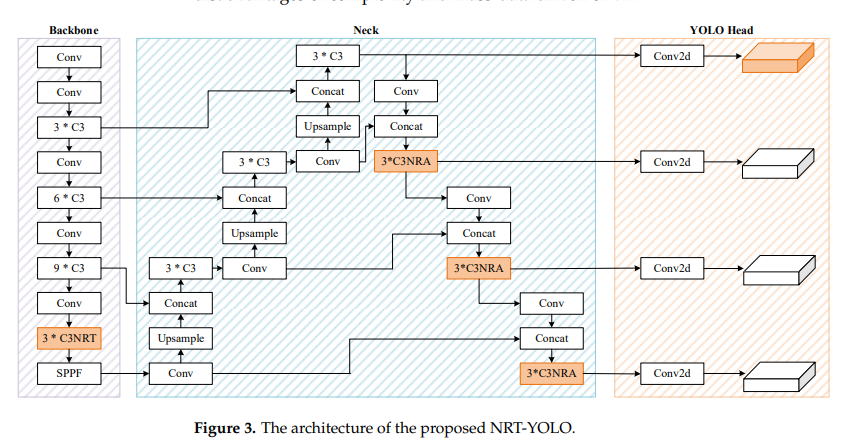 Backbone
Neck
YOLO Head
Conv
Conv
3 * C3
Conv
6 * C3
Conv
9 * C3
Conv
3 * C3NRT
SPPF
3 * C3
Concat
Upsample
Conv
3 * C3
Concat
Upsample
Conv
3 * C3
Concat
Upsample
Conv
Conv
Concat
3*C3NRA
Conv
Concat
3*C3NRA
Conv
Concat
3*C3NRA
Conv2d
Conv2d
Conv2d
Conv2d
Figure 3. The architecture of the proposed NRT-YOLO.